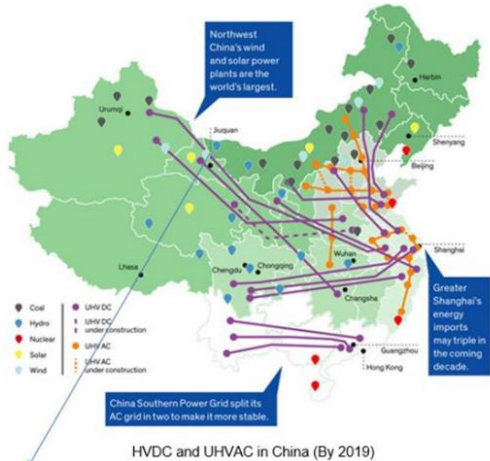 Northwest
China's wind
and solar power
plants are the
world's largest.
Harbin
Urumqi
Jiuquan
Shenyang
Beijing
Shanghai
Lhasa
Chengdu
Chongqing
Wuhan
Changsha
Greater
Shanghai's
energy
imports
may triple in
the coming
decade.
Coal
Hydro
Nuclear
Solar
Wind
UHV DC
UHV DC
under construction
UHV AC
UHV AC
under construction
Guangzhou
Hong Kong
China Southern Power Grid split its
AC grid in two to make it more stable.
HVDC and UHVAC in China (By 2019)